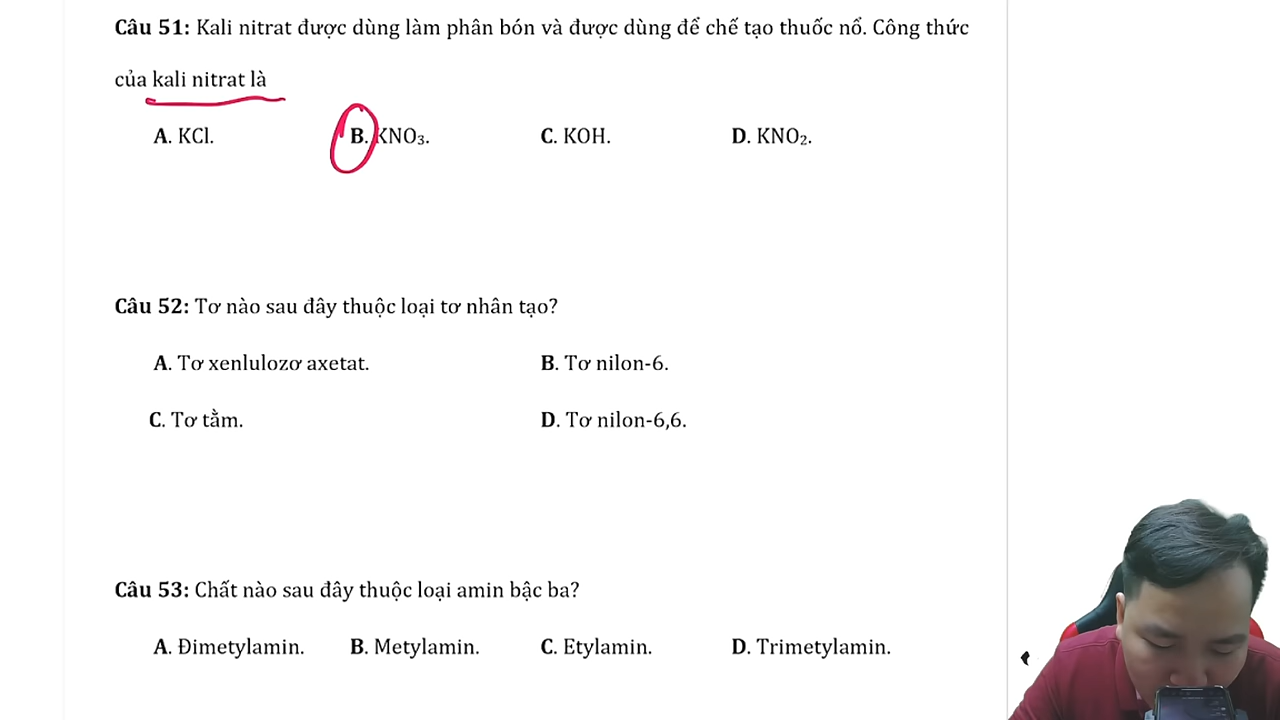 Câu 51: Kali nitrat được dùng làm phân bón và được dùng để chế tạo thuốc nổ. Công thức
của kali nitrat là
A. KCl. B. KNO₃. C. KOH. D. KNO₂.
Câu 52: Tơ nào sau đây thuộc loại tơ nhân tạo?
A. Tơ xenlulozơ axetat. B. Tơ nilon-6.
C. Tơ tằm. D. Tơ nilon-6,6.
Câu 53: Chất nào sau đây thuộc loại amin bậc ba?
A. Đimetylamin. B. Metylamin. C. Etylamin. D. Trimetylamin.